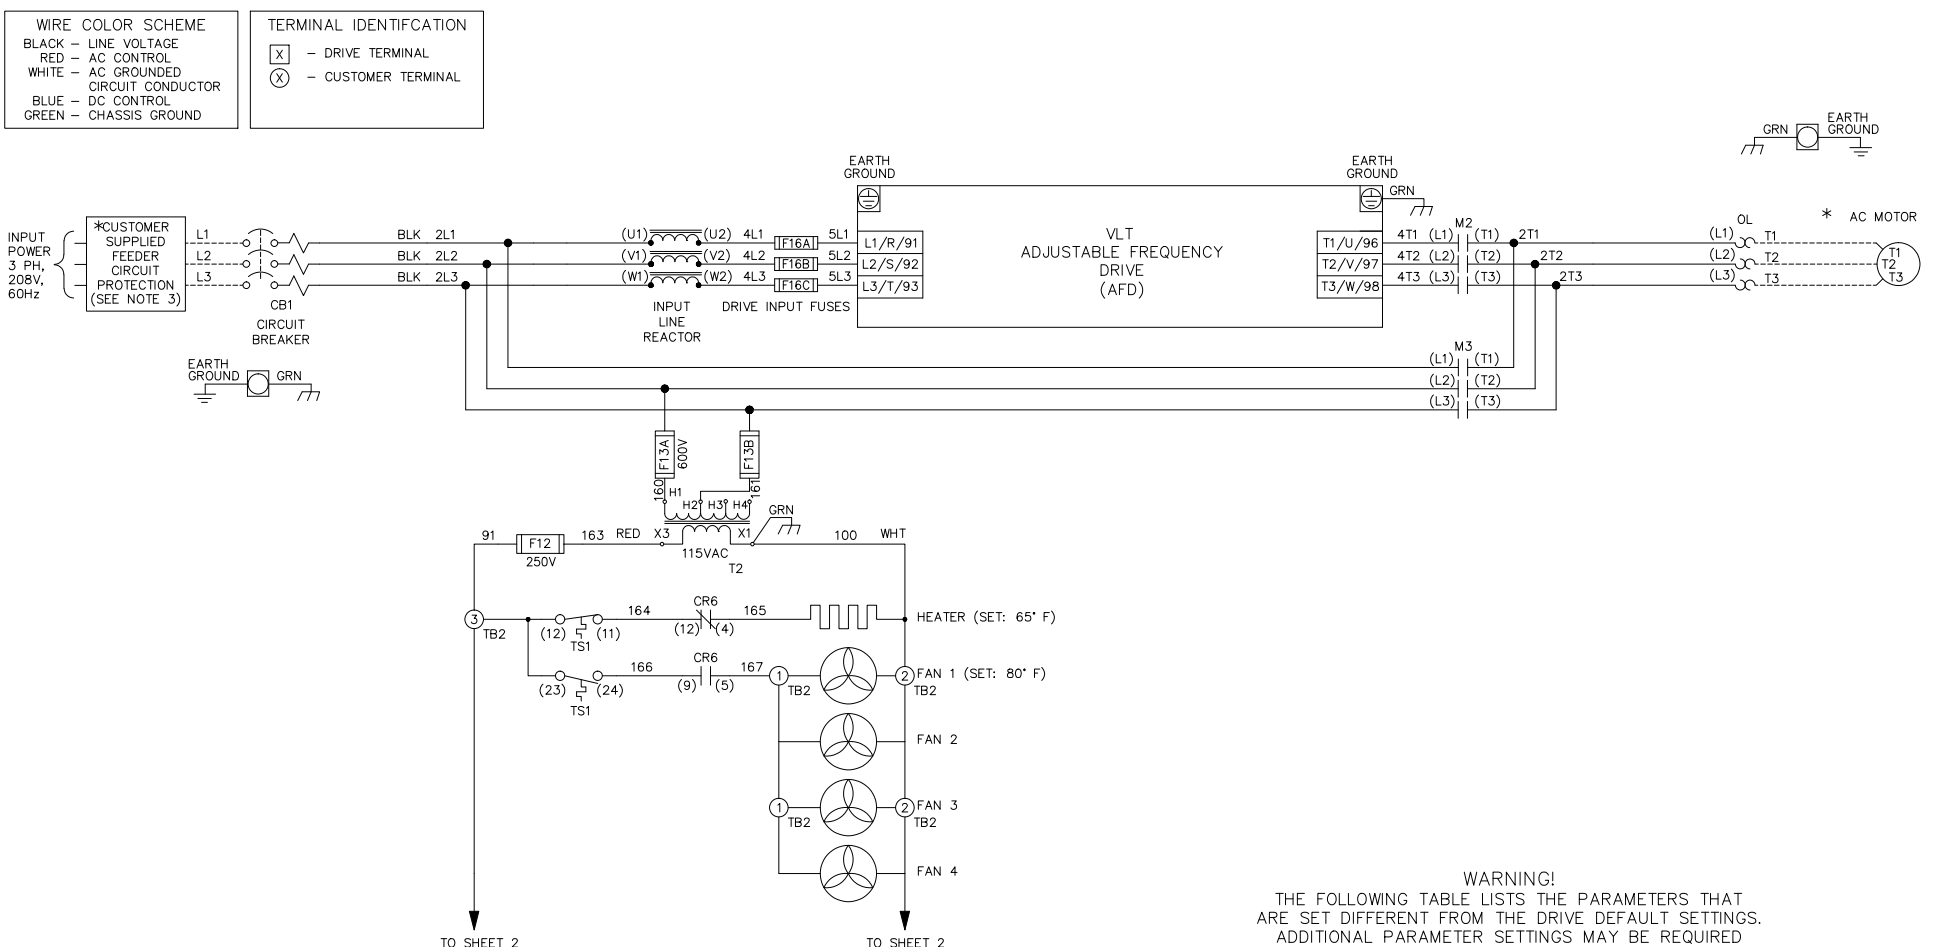 WIRE COLOR SCHEME
BLACK – LINE VOLTAGE
RED – AC CONTROL
WHITE – AC GROUNDED
CIRCUIT CONDUCTOR
BLUE – DC CONTROL
GREEN – CHASSIS GROUND
TERMINAL IDENTIFCATION
X – DRIVE TERMINAL
X – CUSTOMER TERMINAL
GRN
EARTH
GROUND
INPUT
POWER
3 PH,
208V,
60Hz
*CUSTOMER
SUPPLIED
FEEDER
CIRCUIT
PROTECTION
(SEE NOTE 3)
L1
L2
L3
CB1
CIRCUIT
BREAKER
BLK 2L1
BLK 2L2
BLK 2L3
(U1) (U2) 4L1 F16A 5L1
(V1) (V2) 4L2 F16B 5L2
(W1) (W2) 4L3 F16C 5L3
INPUT
LINE
REACTOR
DRIVE INPUT FUSES
EARTH
GROUND
L1/R/91
L2/S/92
L3/T/93
VLT
ADJUSTABLE FREQUENCY
DRIVE
(AFD)
EARTH
GROUND
GRN
T1/U/96
T2/V/97
T3/W/98
M2
4T1 (L1) (T1) 2T1
4T2 (L2) (T2) 2T2
4T3 (L3) (T3) 2T3
OL
(L1) T1
(L2) T2
(L3) T3
* AC MOTOR
T1
T2
T3
EARTH
GROUND
GRN
M3
(L1) (T1)
(L2) (T2)
(L3) (T3)
F13A
600V
F13B
160
161
H1
H2 H3 H4
GRN
91 F12 163 RED X3 X1 100 WHT
250V
115VAC
T2
3
TB2
(12) (11)
TS1
164
CR6
(12) (4)
165
HEATER (SET: 65° F)
(23) (24)
TS1
166
CR6
(9) (5)
167
1
TB2
2
TB2
FAN 1 (SET: 80° F)
FAN 2
1
TB2
2
TB2
FAN 3
FAN 4
TO SHEET 2
TO SHEET 2
WARNING!
THE FOLLOWING TABLE LISTS THE PARAMETERS THAT
ARE SET DIFFERENT FROM THE DRIVE DEFAULT SETTINGS.
ADDITIONAL PARAMETER SETTINGS MAY BE REQUIRED